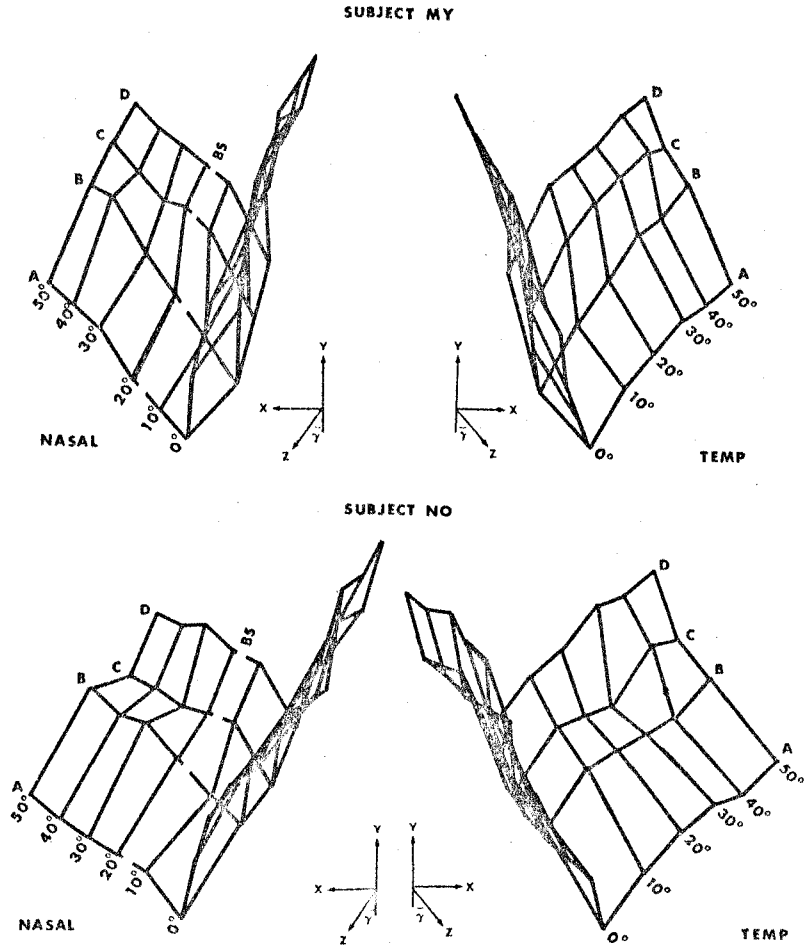 SUBJECT MY
D
C
B
A
BS
50°
40°
30°
20°
10°
0°
NASAL
Y
X
Z
γ̄
D
C
B
A
50°
40°
30°
20°
10°
0°
TEMP
Y
X
Z
γ̄
SUBJECT NO
D
C
B
A
BS
50°
40°
30°
20°
10°
0°
NASAL
Y
X
Z
γ̄
D
C
B
A
50°
40°
30°
20°
10°
0°
TEMP
Y
X
Z
γ̄